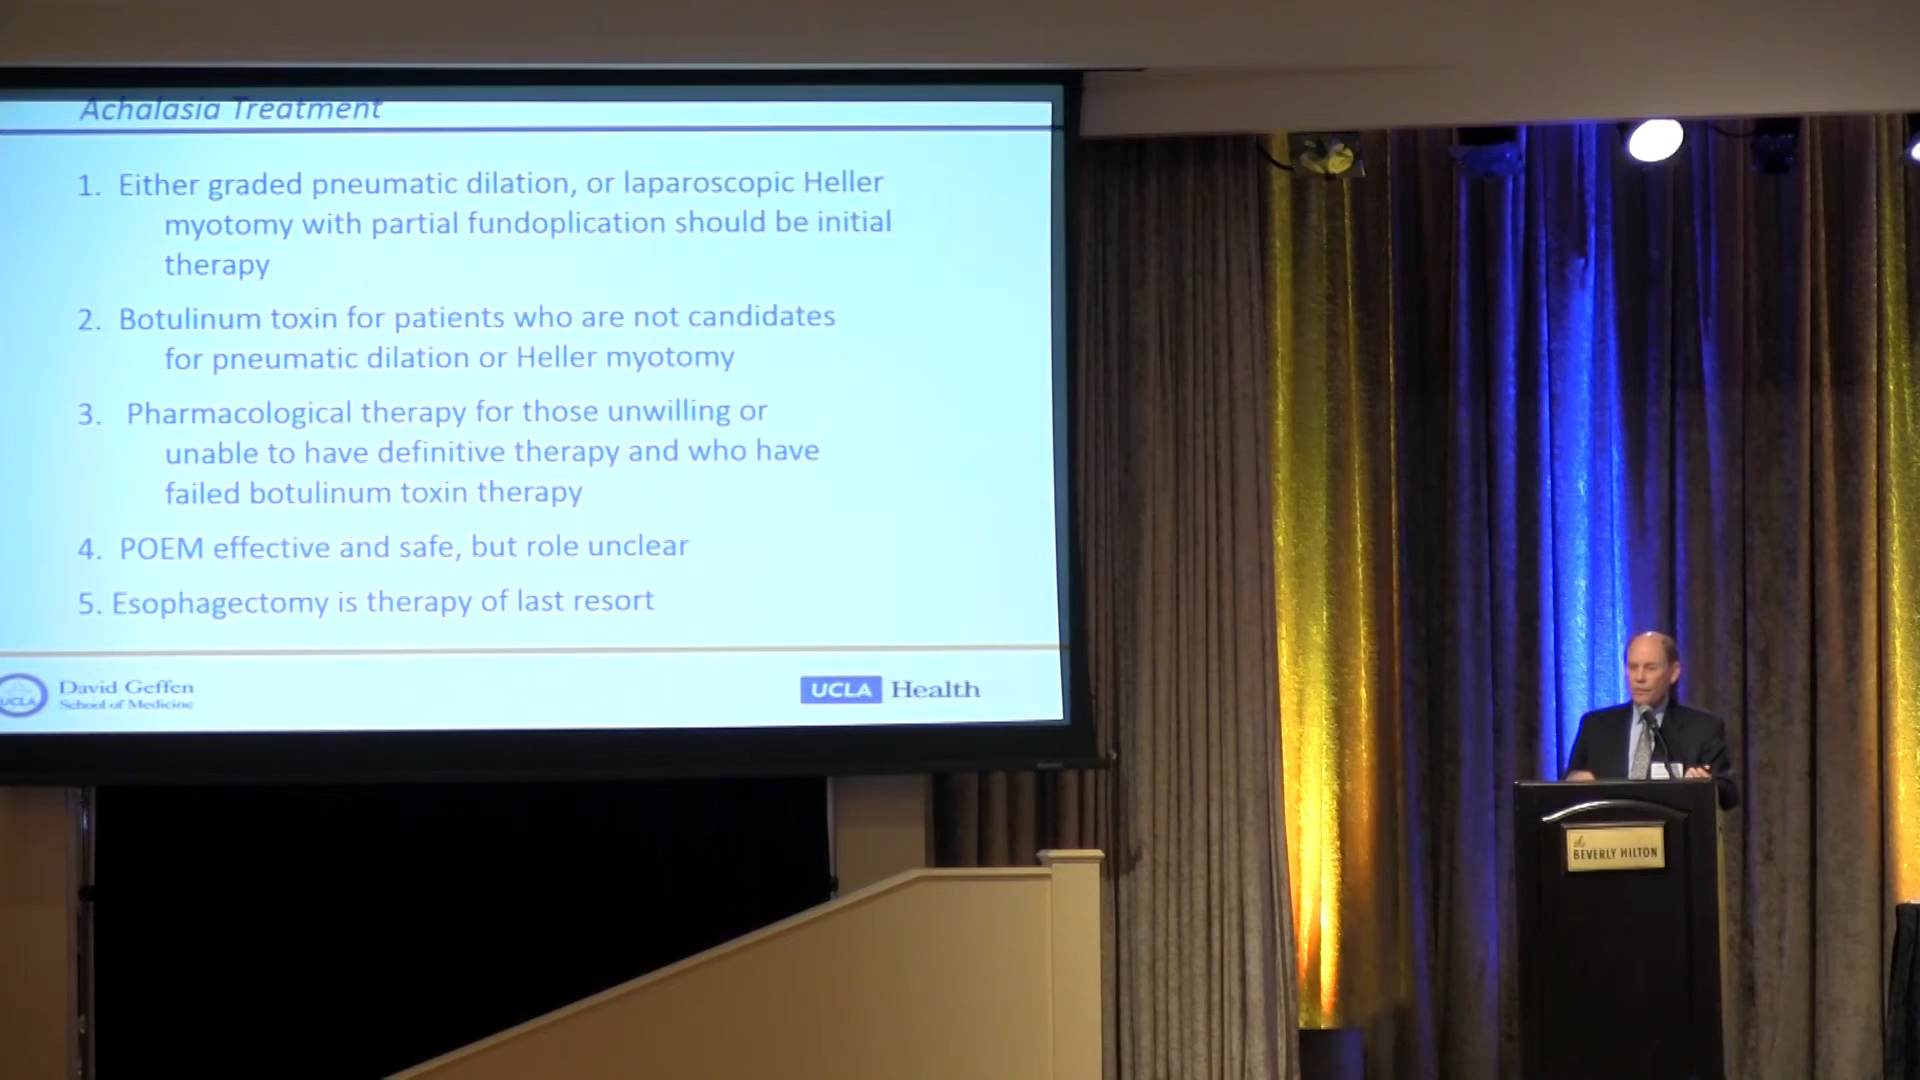 Achalasia Treatment
1. Either graded pneumatic dilation, or laparoscopic Heller
myotomy with partial fundoplication should be initial
therapy
2. Botulinum toxin for patients who are not candidates
for pneumatic dilation or Heller myotomy
3. Pharmacological therapy for those unwilling or
unable to have definitive therapy and who have
failed botulinum toxin therapy
4. POEM effective and safe, but role unclear
5. Esophagectomy is therapy of last resort
UCLA
David Geffen
School of Medicine
UCLA Health
the
BEVERLY HILTON